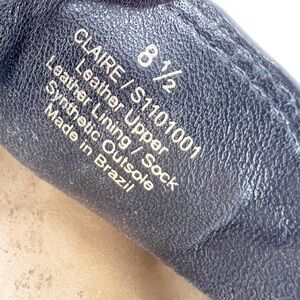 8 ½
CLAIRE / S1101001
Leather Upper
Leather Lining / Sock
Synthetic Outsole
Made in Brazil